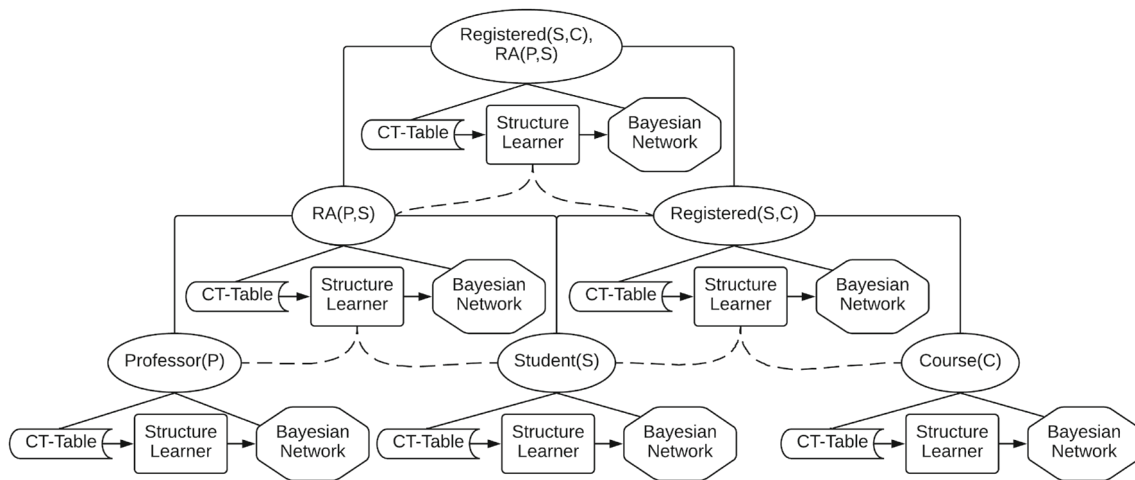 Registered(S,C),
RA(P,S)
CT-Table
Structure
Learner
Bayesian
Network
RA(P,S)
Registered(S,C)
CT-Table
Structure
Learner
Bayesian
Network
CT-Table
Structure
Learner
Bayesian
Network
Professor(P)
Student(S)
Course(C)
CT-Table
Structure
Learner
Bayesian
Network
CT-Table
Structure
Learner
Bayesian
Network
CT-Table
Structure
Learner
Bayesian
Network